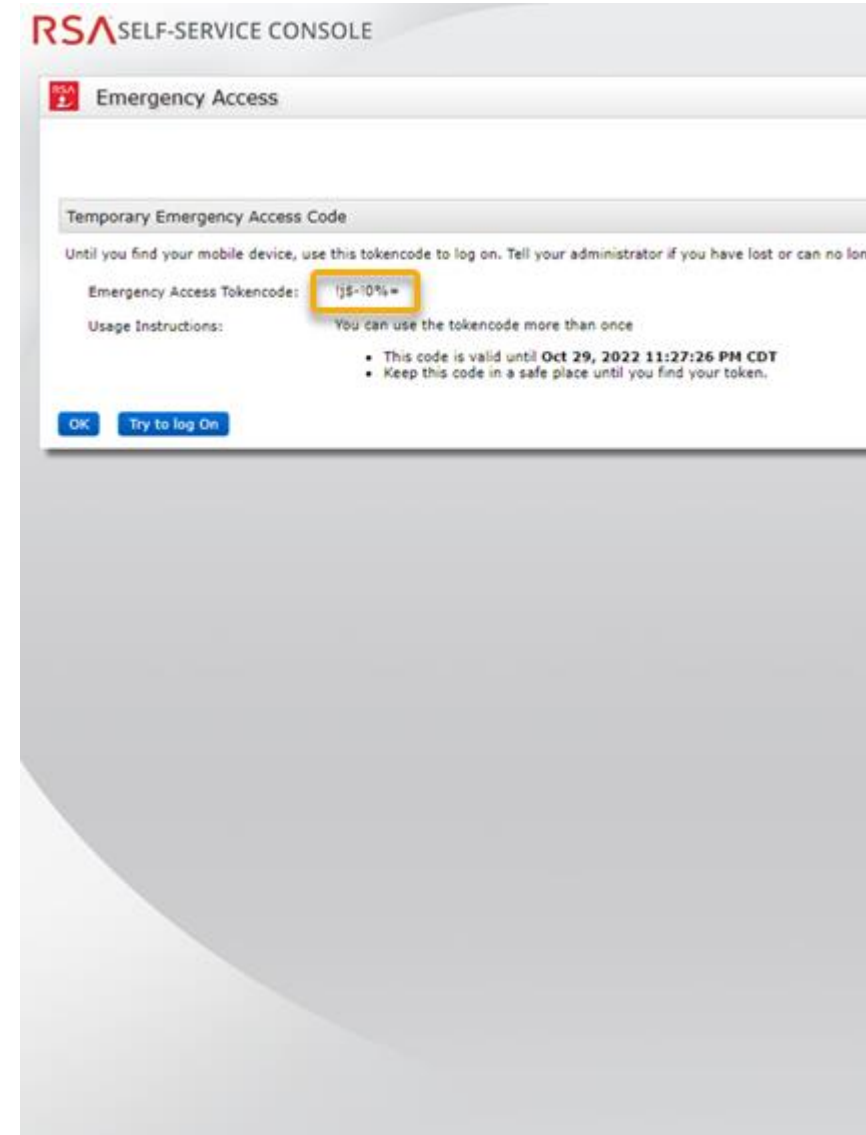 RSA SELF-SERVICE CONSOLE
RSA
Emergency Access
Temporary Emergency Access Code
Until you find your mobile device, use this tokencode to log on. Tell your administrator if you have lost or can no lon
Emergency Access Tokencode:
Usage Instructions: You can use the tokencode more than once
• This code is valid until Oct 29, 2022 11:27:26 PM CDT
• Keep this code in a safe place until you find your token.
OK Try to log On